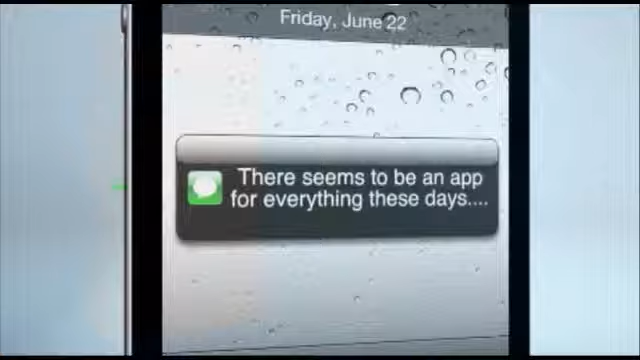 Friday, June 22
There seems to be an app
for everything these days....